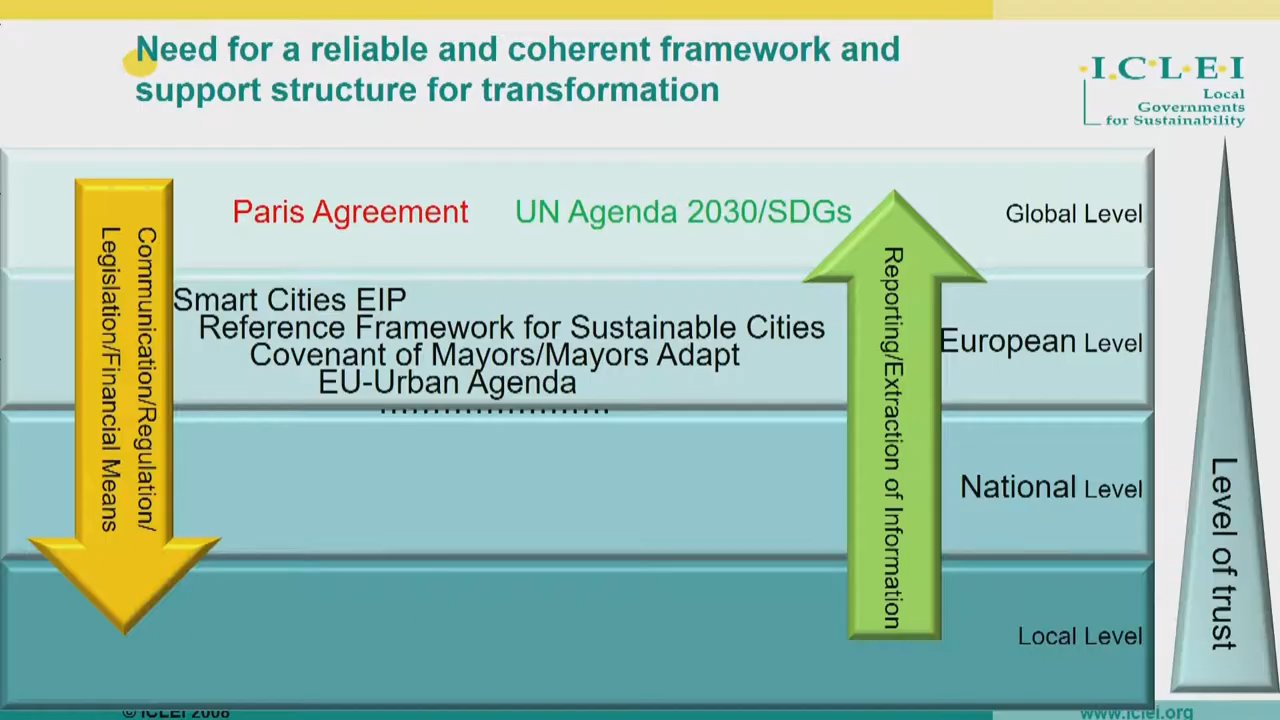 Need for a reliable and coherent framework and
support structure for transformation
I.C.L.E.I
Local
Governments
for Sustainability
Paris Agreement
UN Agenda 2030/SDGs
Global Level
Communication/Regulation/
Legislation/Financial Means
Smart Cities EIP
Reference Framework for Sustainable Cities
Covenant of Mayors/Mayors Adapt
EU-Urban Agenda
.....................
Reporting/Extraction of Information
European Level
National Level
Local Level
Level of trust
© ICLEI 2008
www.iclei.org